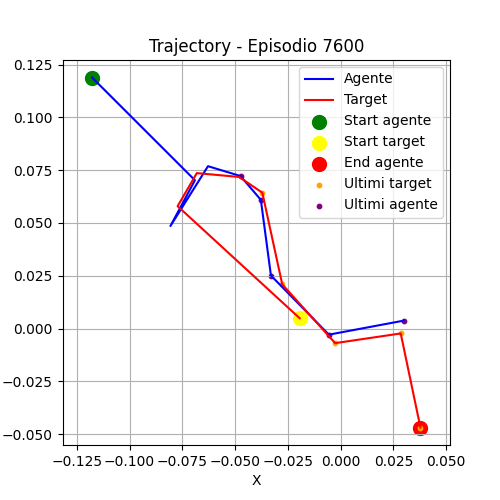 Trajectory - Episodio 7600
Agente
Target
Start agente
Start target
End agente
Ultimi target
Ultimi agente
0.125
0.100
0.075
0.050
0.025
0.000
−0.025
−0.050
−0.125 −0.100 −0.075 −0.050 −0.025 0.000 0.025 0.050
X